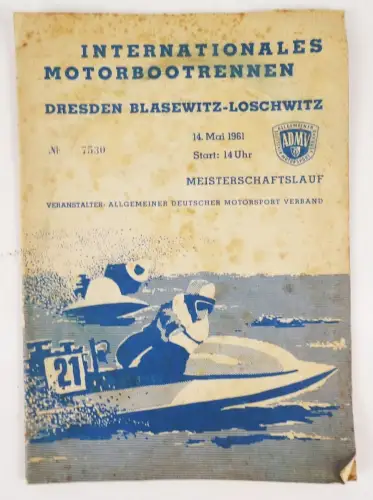 INTERNATIONALES
MOTORBOOTRENNEN
DRESDEN BLASEWITZ-LOSCHWITZ
14. Mai 1961
Start: 14 Uhr
№ 7530
ADMV
MEISTERSCHAFTSLAUF
VERANSTALTER: ALLGEMEINER DEUTSCHER MOTORSPORT VERBAND
21